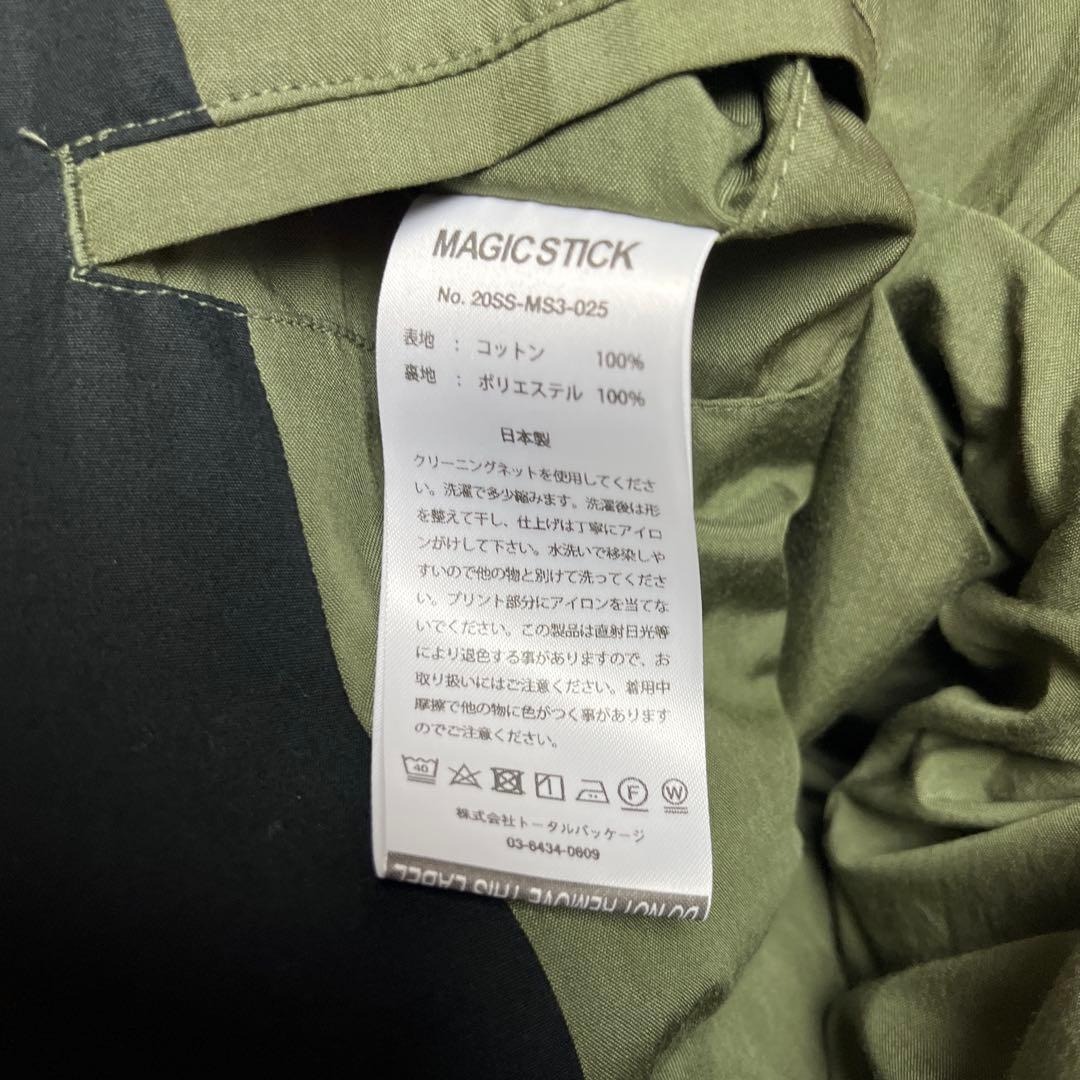 MAGIC STICK
No. 20SS-MS3-025
表地 : コットン 100%
裏地 : ポリエステル 100%
日本製
クリーニングネットを使用してくださ
い。洗濯で多少縮みます。洗濯後は形
を整えて干し、仕上げは丁寧にアイロ
ンがけして下さい。水洗いで移染しや
すいので他の物と別けて洗ってくださ
い。プリント部分にアイロンを当てな
いでください。この製品は直射日光等
により退色する事がありますので、お
取り扱いにはご注意ください。着用中
摩擦で他の物に色がつく事があります
のでご注意ください。
40 F W
株式会社トータルパッケージ
03-6434-0609
DO NOT REMOVE THIS LABEL